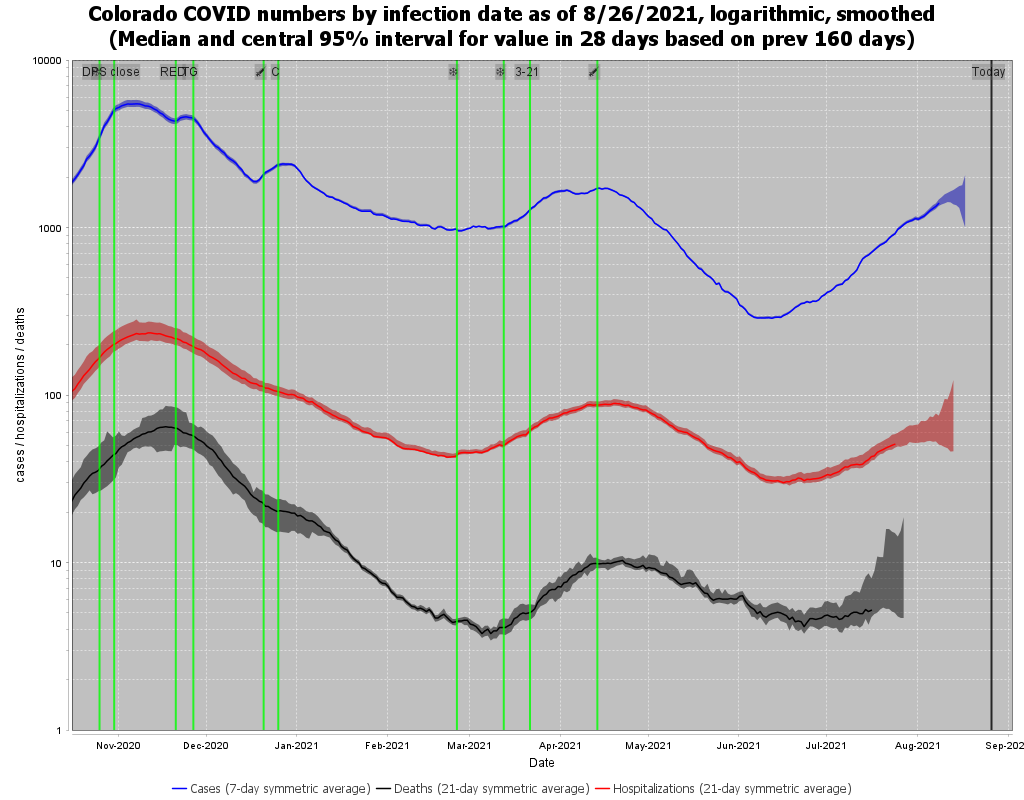 Colorado COVID numbers by infection date as of 8/26/2021, logarithmic, smoothed
(Median and central 95% interval for value in 28 days based on prev 160 days)
10000
1000
100
10
1
cases / hospitalizations / deaths
close
3-21
C
Today
Nov-2020 Dec-2020 Jan-2021 Feb-2021 Mar-2021 Apr-2021 May-2021 Jun-2021 Jul-2021 Aug-2021 Sep-202
Date
Cases (7-day symmetric average) Deaths (21-day symmetric average) Hospitalizations (21-day symmetric average)